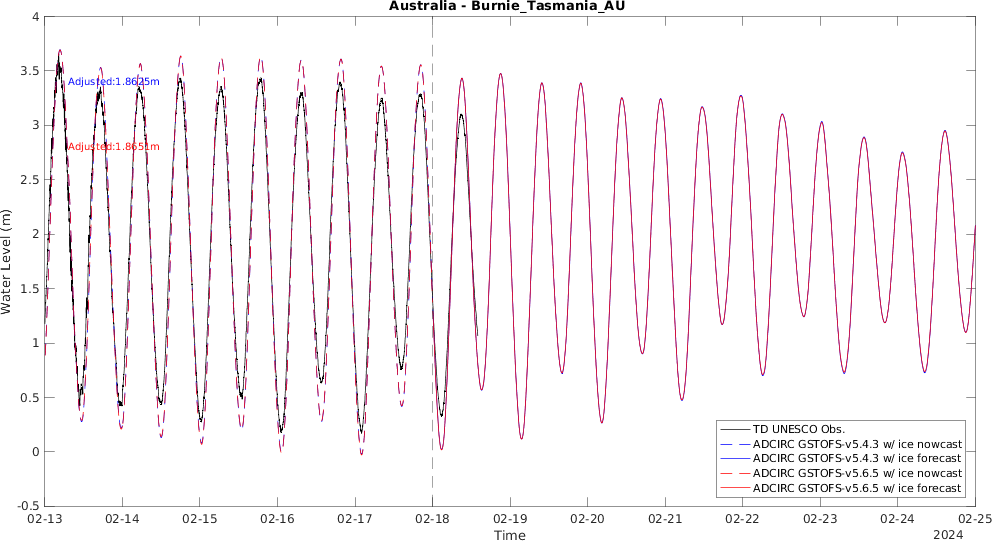 Australia - Burnie_Tasmania_AU
4
3.5
3
2.5
2
1.5
1
0.5
0
-0.5
Water Level (m)
Adjusted:1.8625m
Adjusted:1.8651m
TD UNESCO Obs.
ADCIRC GSTOFS-v5.4.3 w/ ice nowcast
ADCIRC GSTOFS-v5.4.3 w/ ice forecast
ADCIRC GSTOFS-v5.6.5 w/ ice nowcast
ADCIRC GSTOFS-v5.6.5 w/ ice forecast
02-13 02-14 02-15 02-16 02-17 02-18 02-19 02-20 02-21 02-22 02-23 02-24 02-25
Time
2024